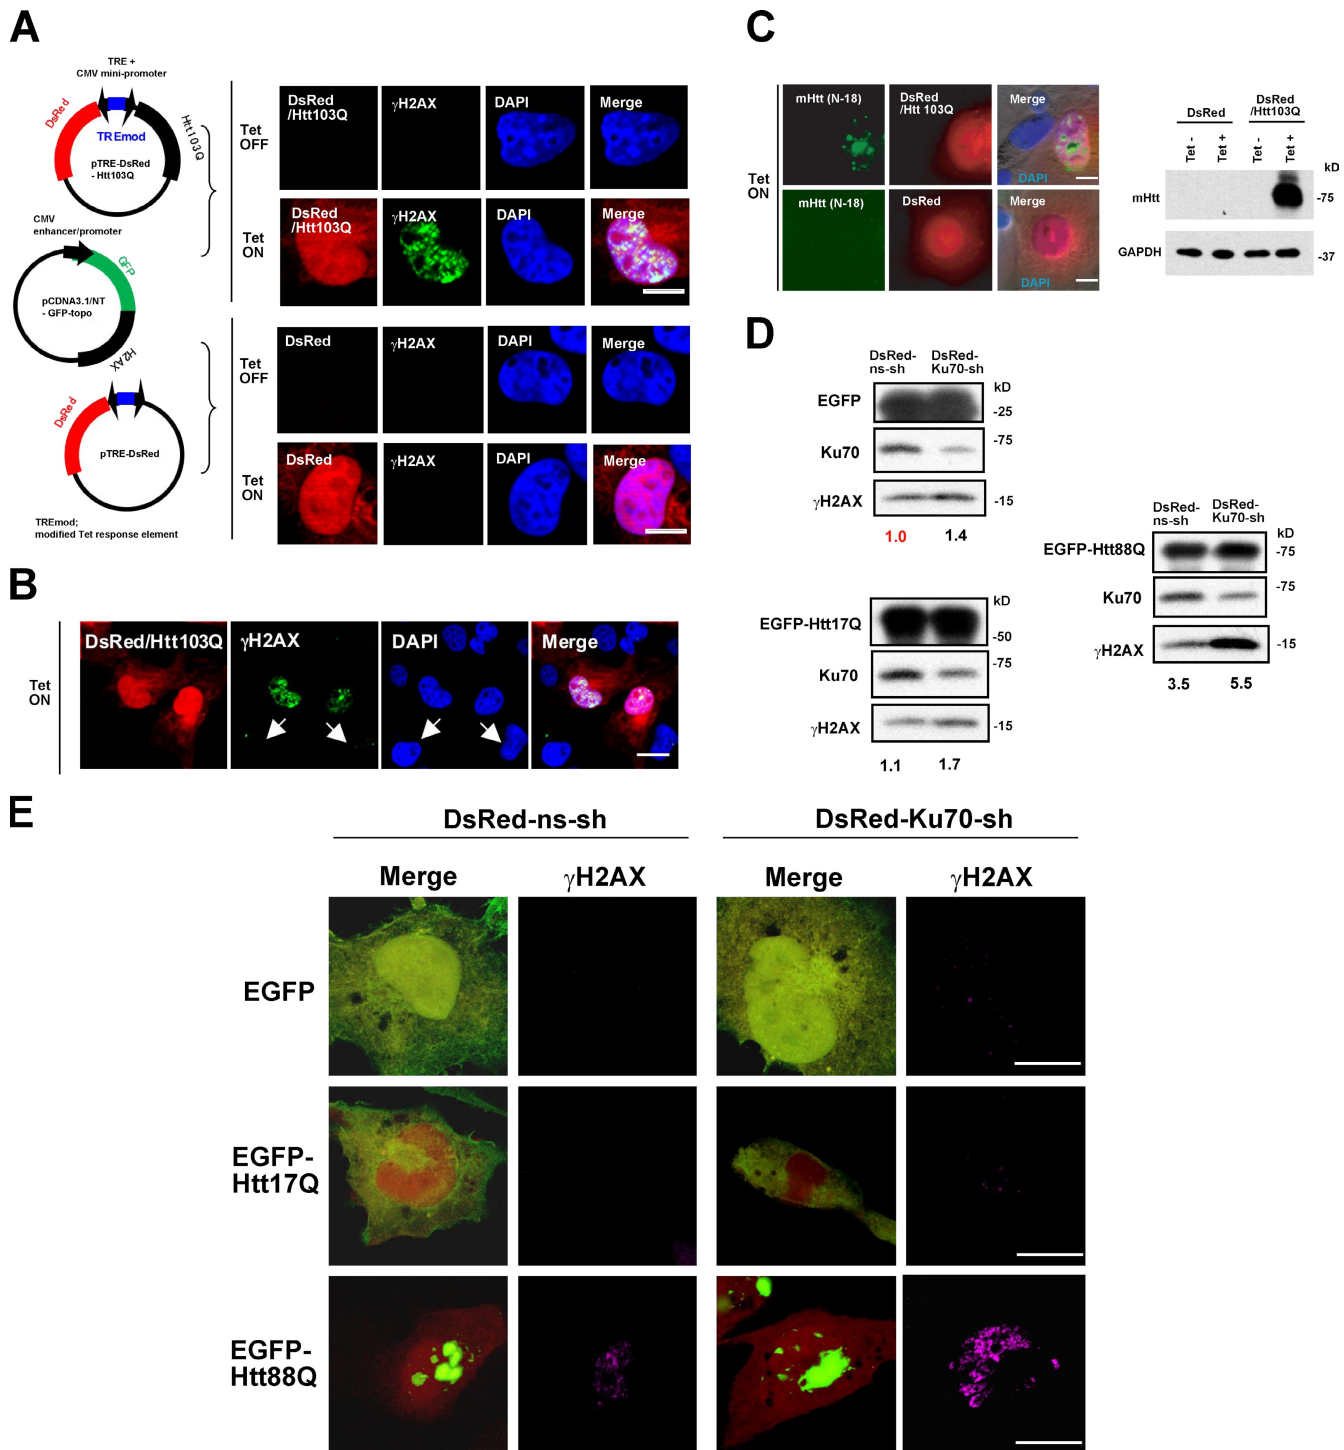 A
TRE +
CMV mini-promoter
DsRed
Htt103Q
TREmod
pTRE-DsRed
- Htt103Q
CMV
enhancer/promoter
GFP
pCDNA3.1/NT
- GFP-topo
H2AX
DsRed
pTRE-DsRed
TREmod;
modified Tet response element
Tet
OFF
DsRed
/Htt103Q
γH2AX
DAPI
Merge
Tet
ON
DsRed
/Htt103Q
γH2AX
DAPI
Merge
Tet
OFF
DsRed
γH2AX
DAPI
Merge
Tet
ON
DsRed
γH2AX
DAPI
Merge
B
Tet
ON
DsRed/Htt103Q
γH2AX
DAPI
Merge
C
Tet
ON
mHtt (N-18)
DsRed
/Htt 103Q
Merge
DAPI
mHtt (N-18)
DsRed
Merge
DAPI
DsRed
DsRed
/Htt103Q
Tet -
Tet +
Tet -
Tet +
kD
mHtt
-75
GAPDH
-37
D
DsRed-
ns-sh
DsRed-
Ku70-sh
kD
EGFP
-25
Ku70
-75
γH2AX
-15
1.0
1.4
kD
EGFP-Htt17Q
-50
Ku70
-75
γH2AX
-15
1.1
1.7
DsRed-
ns-sh
DsRed-
Ku70-sh
kD
EGFP-Htt88Q
-75
Ku70
-75
γH2AX
-15
3.5
5.5
E
DsRed-ns-sh
DsRed-Ku70-sh
Merge
γH2AX
Merge
γH2AX
EGFP
EGFP-
Htt17Q
EGFP-
Htt88Q